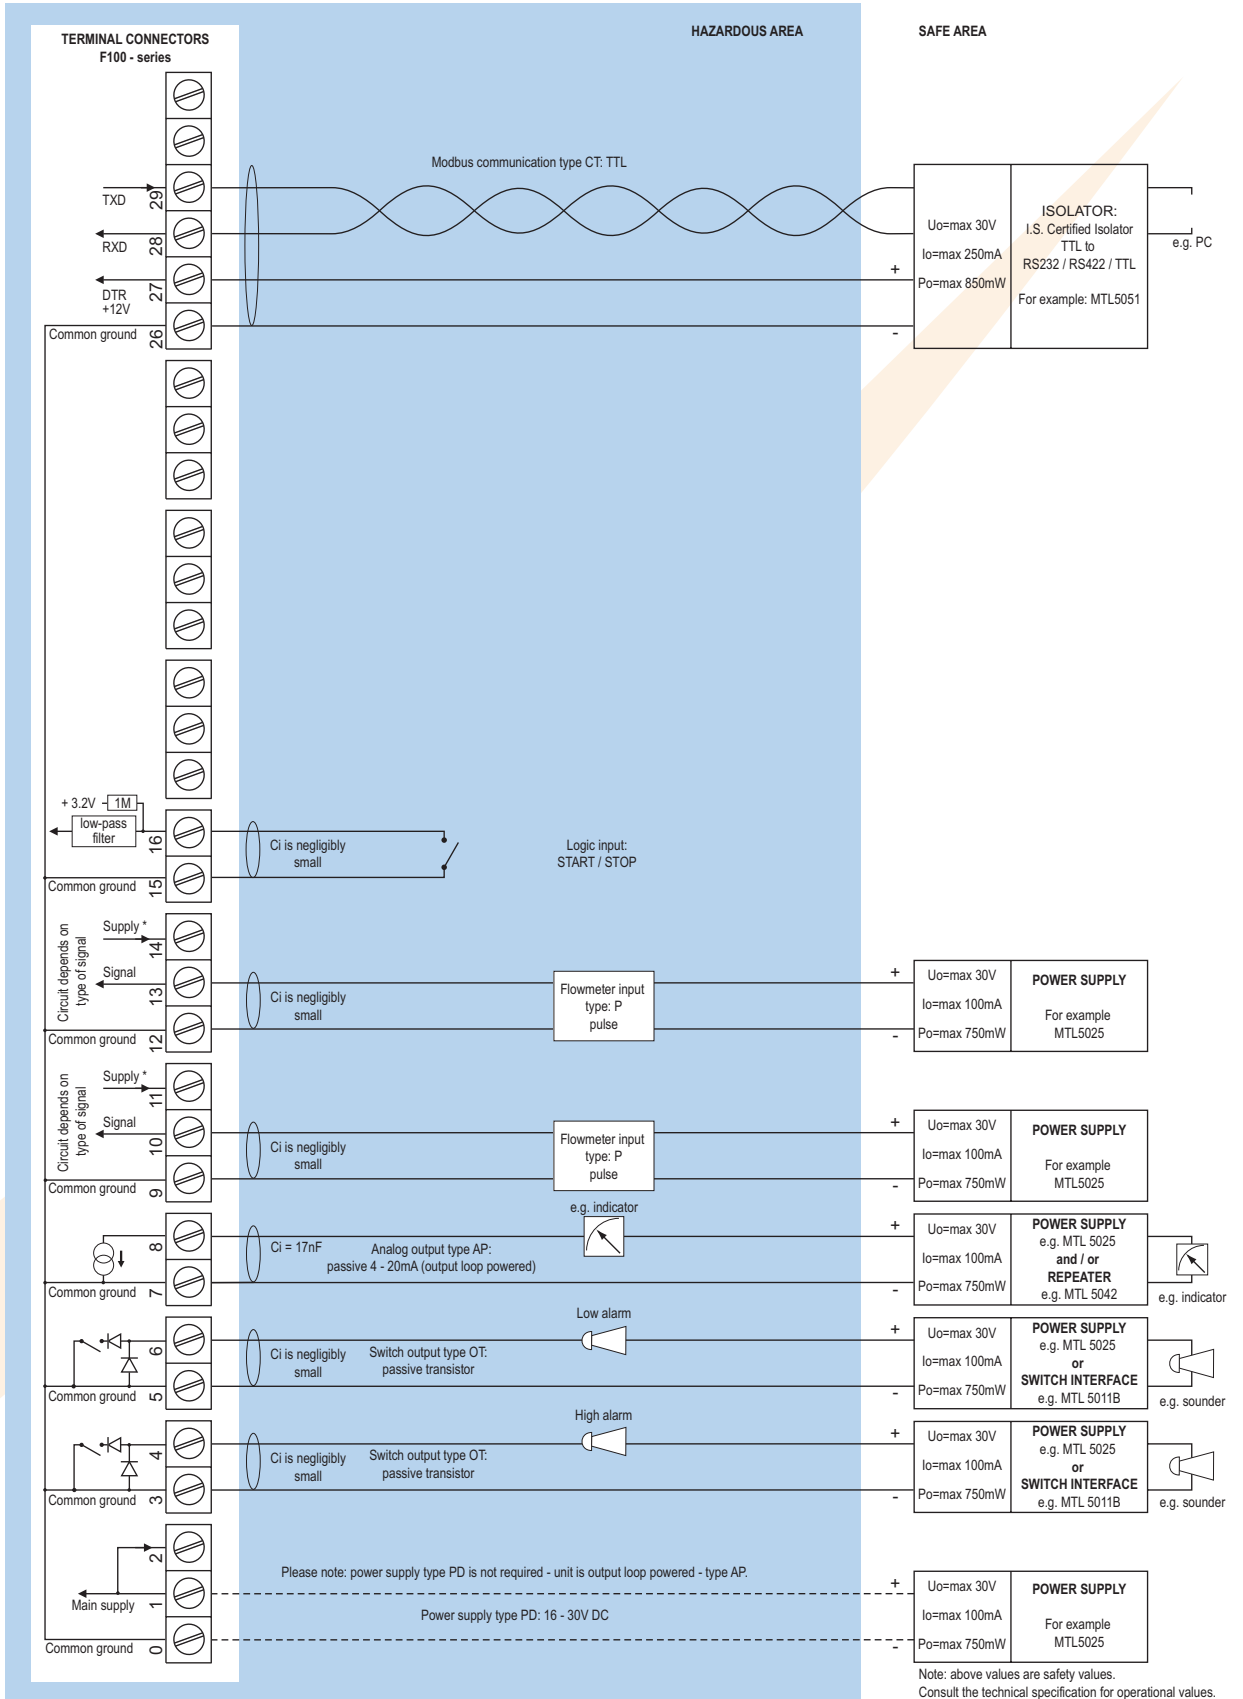 TERMINAL CONNECTORS
F100 - series
HAZARDOUS AREA
SAFE AREA
Modbus communication type CT: TTL
TXD
29
RXD
28
DTR
+12V
27
Common ground
26
+
-
Uo=max 30V
Io=max 250mA
Po=max 850mW
ISOLATOR:
I.S. Certified Isolator
TTL to
RS232 / RS422 / TTL
For example: MTL5051
e.g. PC
+ 3.2V
1M
low-pass
filter
16
Common ground
15
Ci is negligibly
small
Logic input:
START / STOP
Circuit depends on
type of signal
Supply *
14
Signal
13
Common ground
12
Ci is negligibly
small
Flowmeter input
type: P
pulse
+
-
Uo=max 30V
Io=max 100mA
Po=max 750mW
POWER SUPPLY
For example
MTL5025
Circuit depends on
type of signal
Supply *
11
Signal
10
Common ground
9
Ci is negligibly
small
Flowmeter input
type: P
pulse
+
-
Uo=max 30V
Io=max 100mA
Po=max 750mW
POWER SUPPLY
For example
MTL5025
8
Common ground
7
Ci = 17nF
Analog output type AP:
passive 4 - 20mA (output loop powered)
e.g. indicator
+
-
Uo=max 30V
Io=max 100mA
Po=max 750mW
POWER SUPPLY
e.g. MTL 5025
and / or
REPEATER
e.g. MTL 5042
e.g. indicator
6
Common ground
5
Ci is negligibly
small
Switch output type OT:
passive transistor
Low alarm
+
-
Uo=max 30V
Io=max 100mA
Po=max 750mW
POWER SUPPLY
e.g. MTL 5025
or
SWITCH INTERFACE
e.g. MTL 5011B
e.g. sounder
4
Common ground
3
Ci is negligibly
small
Switch output type OT:
passive transistor
High alarm
+
-
Uo=max 30V
Io=max 100mA
Po=max 750mW
POWER SUPPLY
e.g. MTL 5025
or
SWITCH INTERFACE
e.g. MTL 5011B
e.g. sounder
2
Main supply
1
Common ground
0
Please note: power supply type PD is not required - unit is output loop powered - type AP.
Power supply type PD: 16 - 30V DC
+
-
Uo=max 30V
Io=max 100mA
Po=max 750mW
POWER SUPPLY
For example
MTL5025
Note: above values are safety values.
Consult the technical specification for operational values.